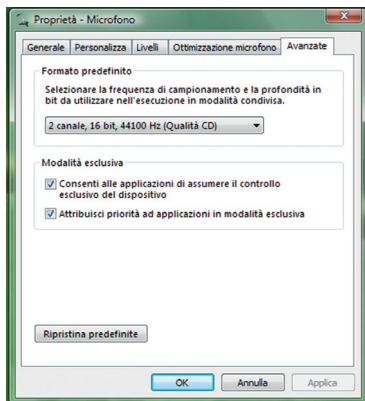 Proprietà - Microfono
Generale Personalizza Livelli Ottimizzazione microfono Avanzate
Formato predefinito
Selezionare la frequenza di campionamento e la profondità in
bit da utilizzare nell'esecuzione in modalità condivisa.
2 canale, 16 bit, 44100 Hz (Qualità CD)
Modalità esclusiva
Consenti alle applicazioni di assumere il controllo
esclusivo del dispositivo
Attribuisci priorità ad applicazioni in modalità esclusiva
Ripristina predefinite
OK Annulla Applica